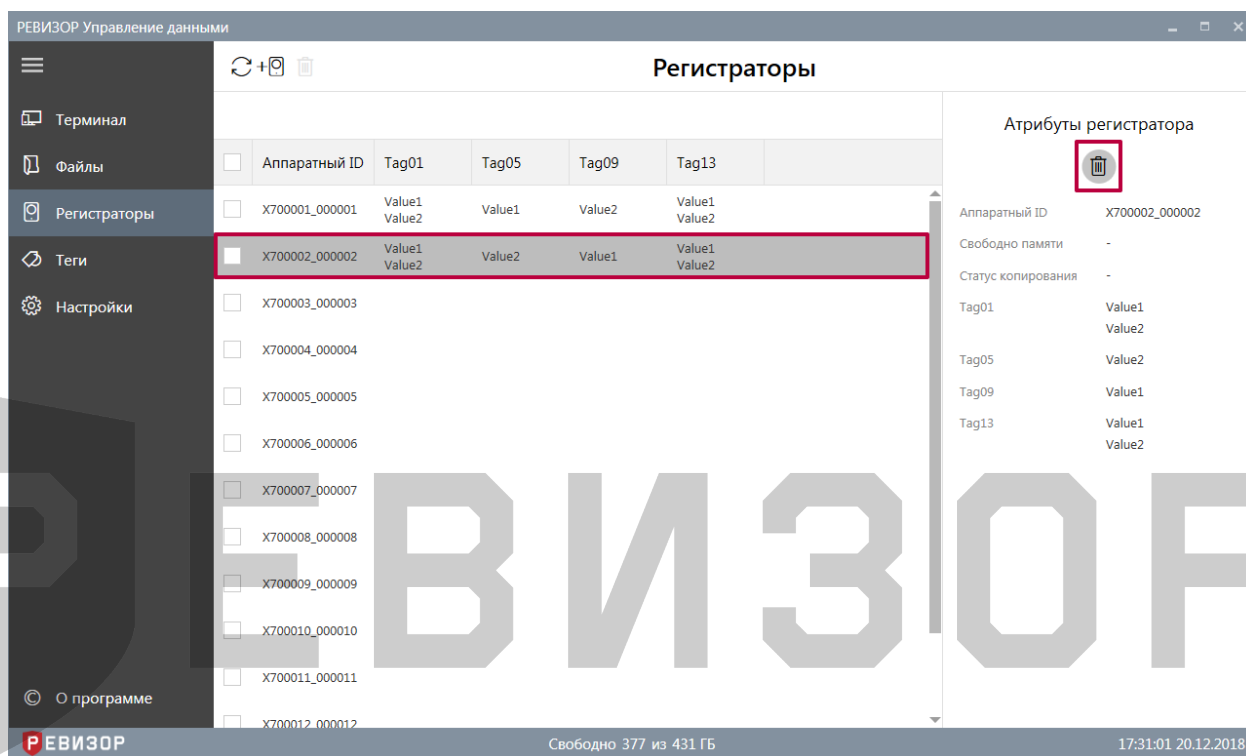 РЕВИЗОР Управление данными
Регистраторы
Терминал
Файлы
Регистраторы
Теги
Настройки
О программе
Аппаратный ID Tag01 Tag05 Tag09 Tag13
X700001_000001 Value1 Value2 Value1 Value2 Value1 Value2
X700002_000002 Value1 Value2 Value2 Value1 Value1 Value2
X700003_000003
X700004_000004
X700005_000005
X700006_000006
X700007_000007
X700008_000008
X700009_000009
X700010_000010
X700011_000011
X700012_000012
Атрибуты регистратора
Аппаратный ID X700002_000002
Свободно памяти -
Статус копирования -
Tag01 Value1
Value2
Tag05 Value2
Tag09 Value1
Tag13 Value1
Value2
РЕВИЗОР
РЕВИЗОР
Свободно 377 из 431 ГБ
17:31:01 20.12.2018